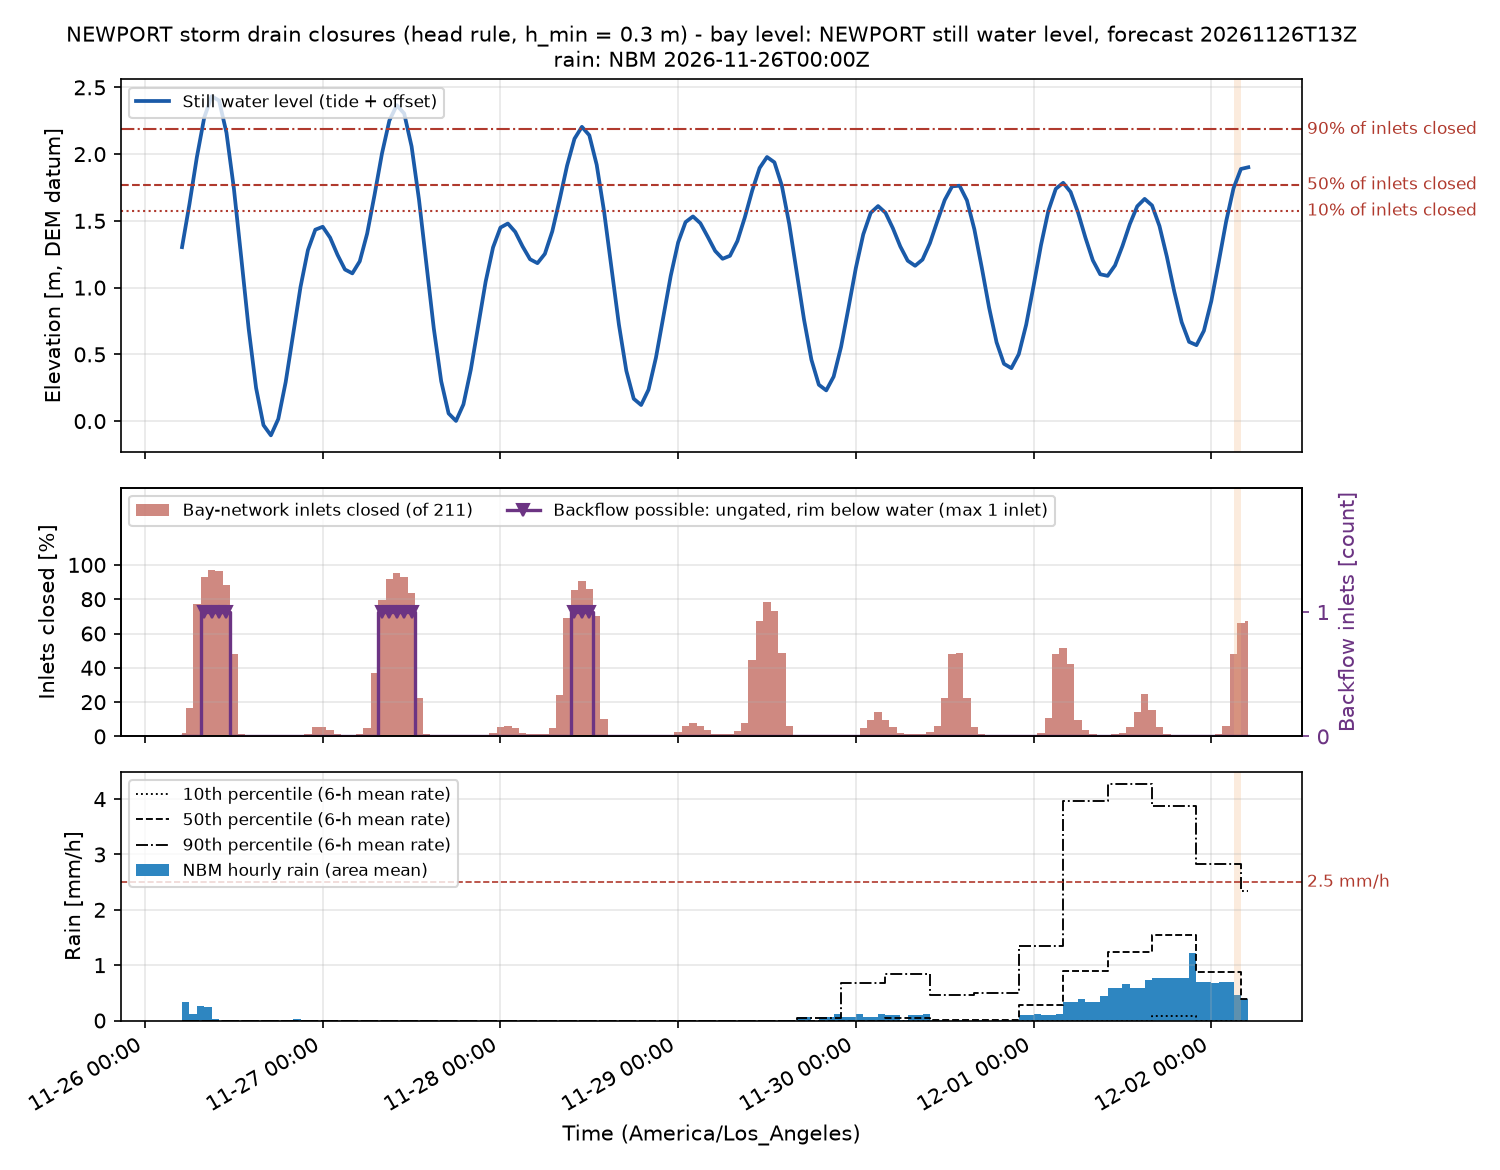 NEWPORT storm drain closures (head rule, h_min = 0.3 m) - bay level: NEWPORT still water level, forecast 20261126T13Z
rain: NBM 2026-11-26T00:00Z
Still water level (tide + offset)
Elevation [m, DEM datum]
2.5
2.0
1.5
1.0
0.5
0.0
90% of inlets closed
50% of inlets closed
10% of inlets closed
Bay-network inlets closed (of 211)
Backflow possible: ungated, rim below water (max 1 inlet)
Inlets closed [%]
100
80
60
40
20
0
Backflow inlets [count]
1
0
10th percentile (6-h mean rate)
50th percentile (6-h mean rate)
90th percentile (6-h mean rate)
NBM hourly rain (area mean)
Rain [mm/h]
4
3
2
1
0
2.5 mm/h
11-26 00:00
11-27 00:00
11-28 00:00
11-29 00:00
11-30 00:00
12-01 00:00
12-02 00:00
Time (America/Los_Angeles)